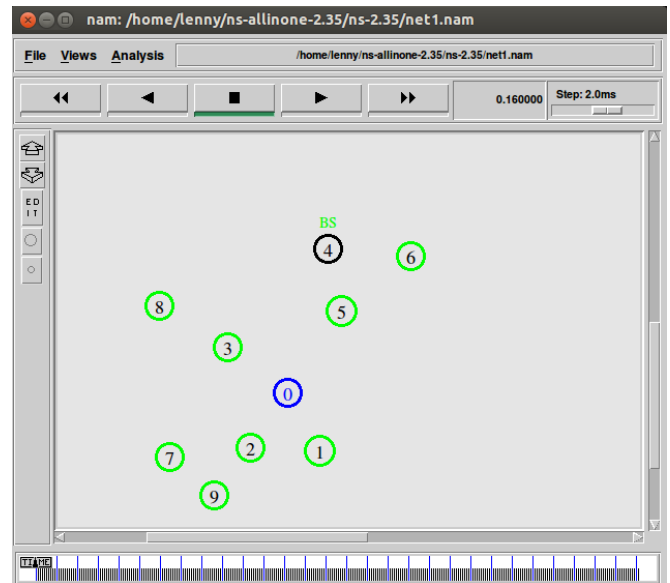 nam: /home/lenny/ns-allinone-2.35/ns-2.35/net1.nam
File Views Analysis /home/lenny/ns-allinone-2.35/ns-2.35/net1.nam
0.160000 Step: 2.0ms
ED
IT
BS
4
6
8
5
3
0
2
1
7
9
TIME